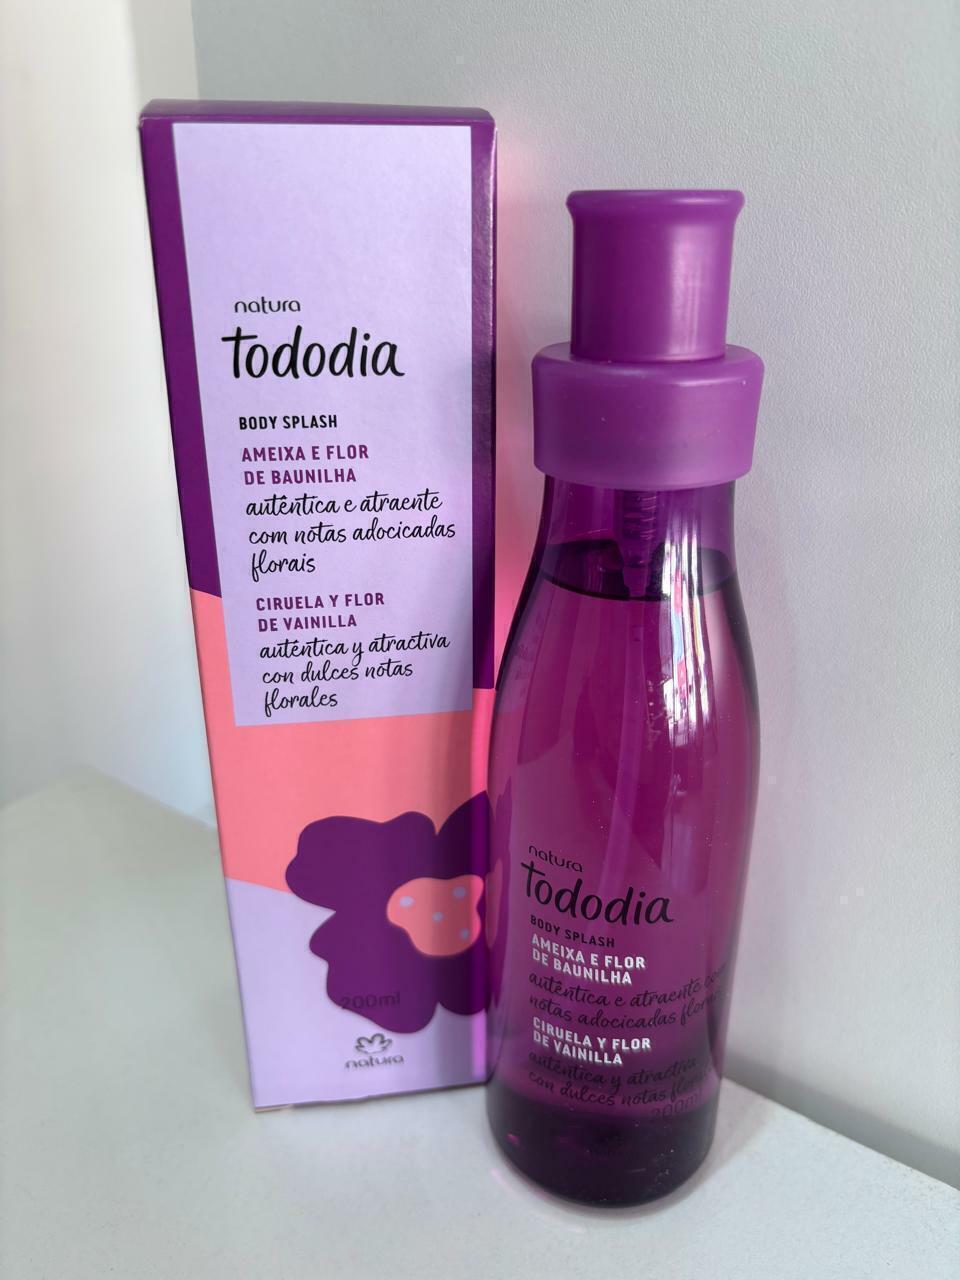 natura
tododia
BODY SPLASH
AMEIXA E FLOR
DE BAUNILHA
autêntica e atraente
com notas adocicadas
florais
CIRUELA Y FLOR
DE VAINILLA
auténtica y atractiva
con dulces notas
florales
200ml
natura
natura
tododia
BODY SPLASH
AMEIXA E FLOR
DE BAUNILHA
autêntica e atraente com
notas adocicadas florais
CIRUELA Y FLOR
DE VAINILLA
auténtica y atractiva
con dulces notas florales
200ml